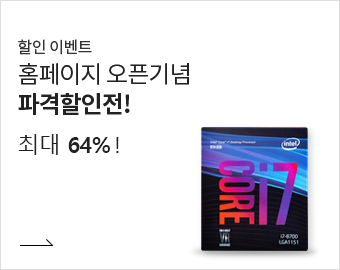 할인 이벤트
홈페이지 오픈기념
파격할인전!
최대 64% !
intel
CORE i7
i7-8700
LGA1151